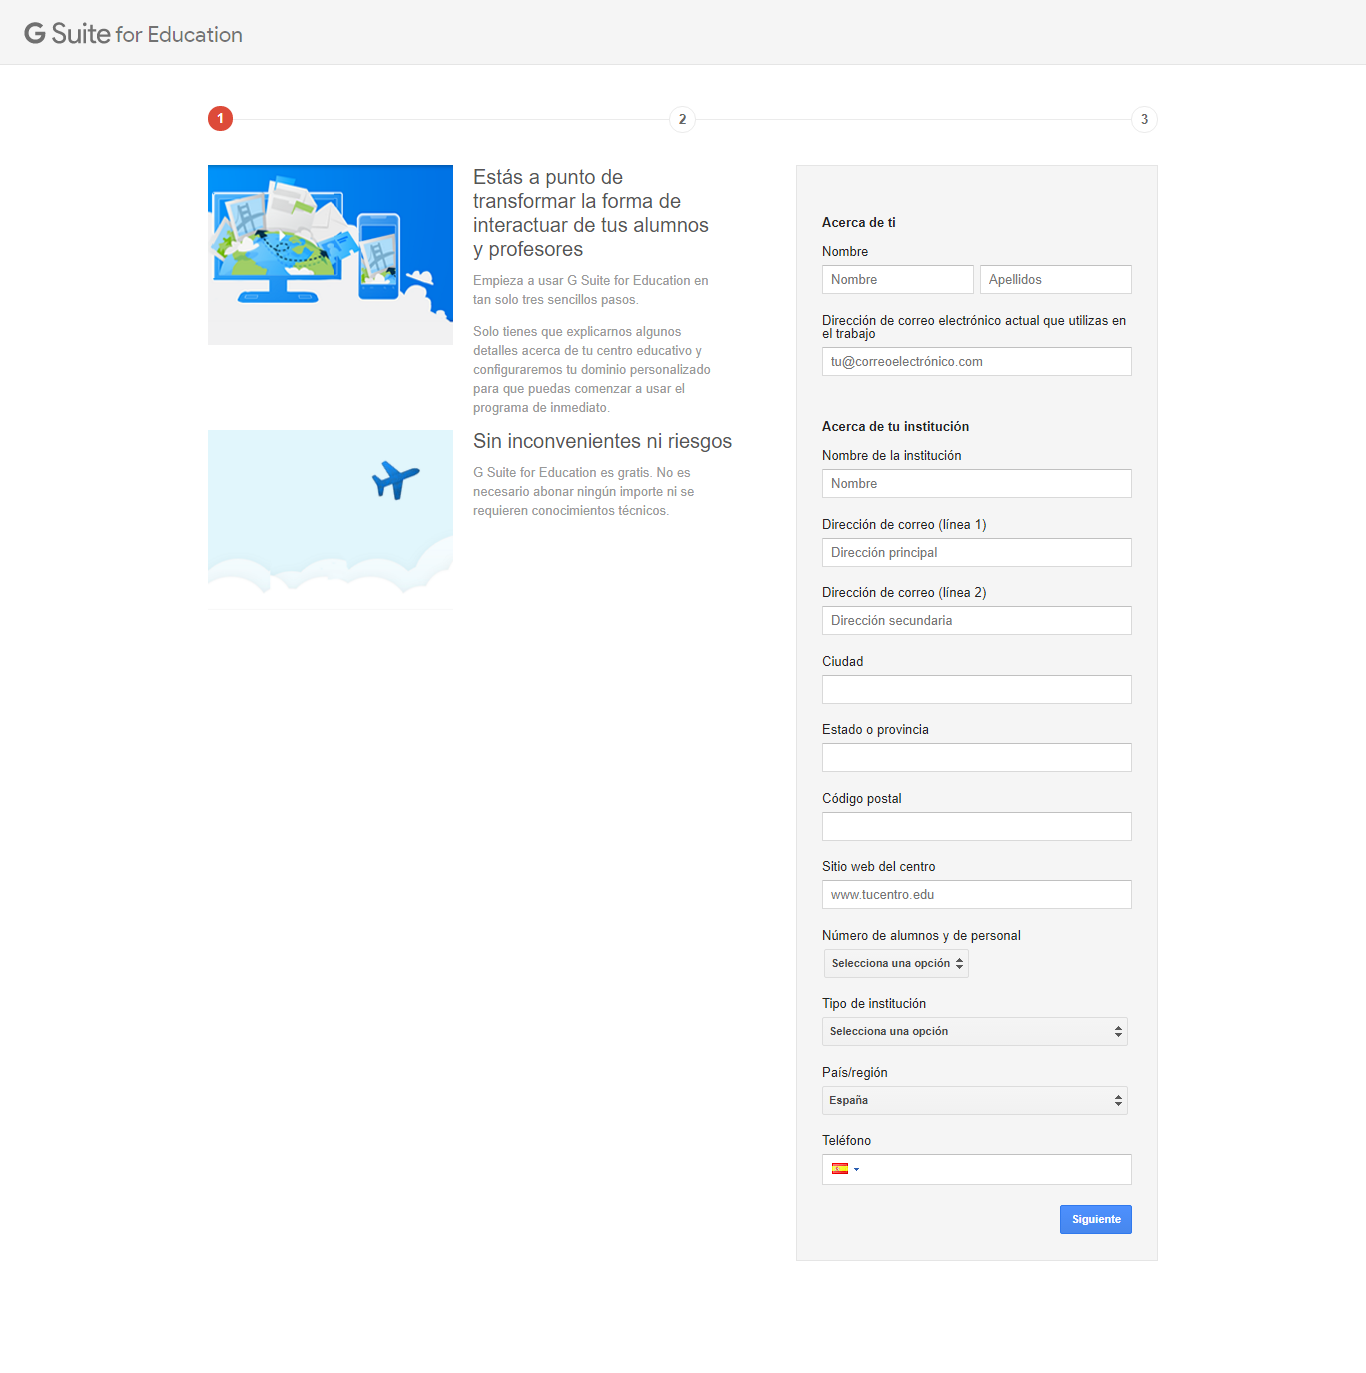 G Suite for Education
1
2
3
Estás a punto de
transformar la forma de
interactuar de tus alumnos
y profesores
Empieza a usar G Suite for Education en
tan solo tres sencillos pasos.
Solo tienes que explicarnos algunos
detalles acerca de tu centro educativo y
configuraremos tu dominio personalizado
para que puedas comenzar a usar el
programa de inmediato.
Sin inconvenientes ni riesgos
G Suite for Education es gratis. No es
necesario abonar ningún importe ni se
requieren conocimientos técnicos.
Acerca de ti
Nombre
Nombre Apellidos
Dirección de correo electrónico actual que utilizas en
el trabajo
tu@correoelectrónico.com
Acerca de tu institución
Nombre de la institución
Nombre
Dirección de correo (línea 1)
Dirección principal
Dirección de correo (línea 2)
Dirección secundaria
Ciudad
Estado o provincia
Código postal
Sitio web del centro
www.tucentro.edu
Número de alumnos y de personal
Selecciona una opción
Tipo de institución
Selecciona una opción
País/región
España
Teléfono
Siguiente